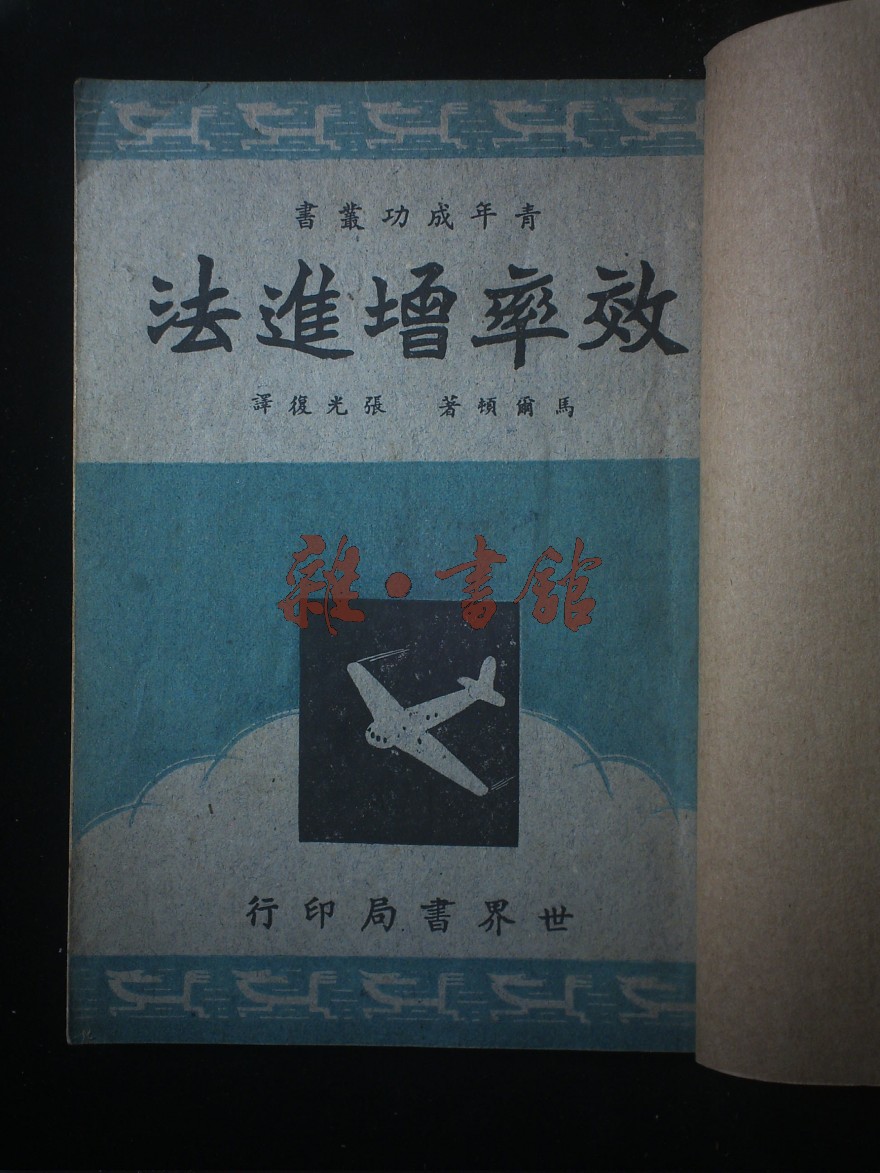 青年成功叢書
效率增進法
馬爾頓著 張光復譯
雜·書館
世界書局印行